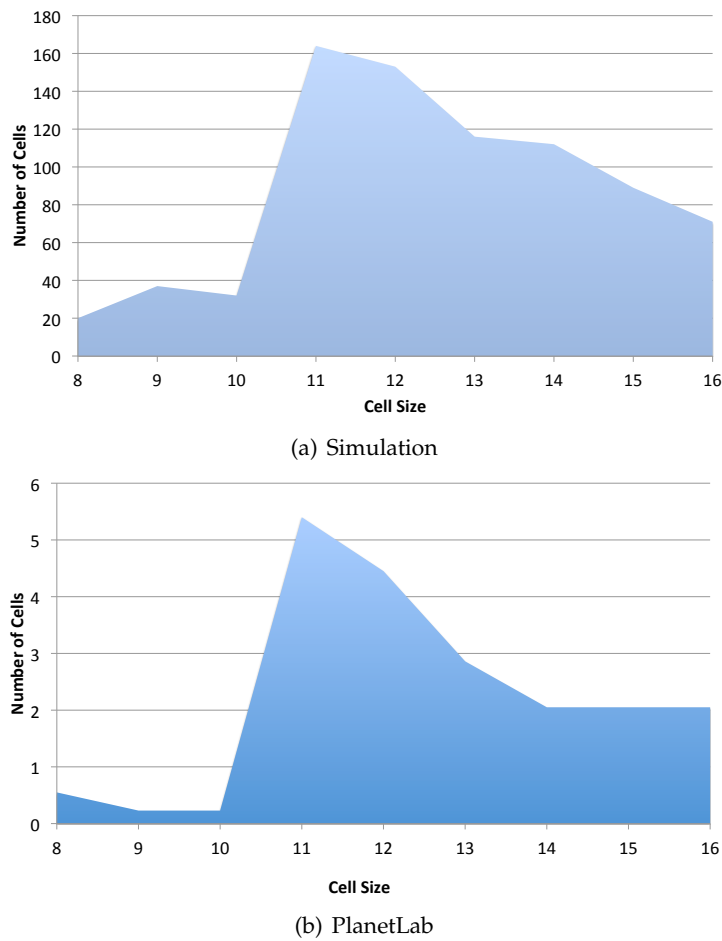 180
160
140
120
100
80
60
40
20
0
Number of Cells
8 9 10 11 12 13 14 15 16
Cell Size
(a) Simulation
6
5
4
3
2
1
0
Number of Cells
8 9 10 11 12 13 14 15 16
Cell Size
(b) PlanetLab